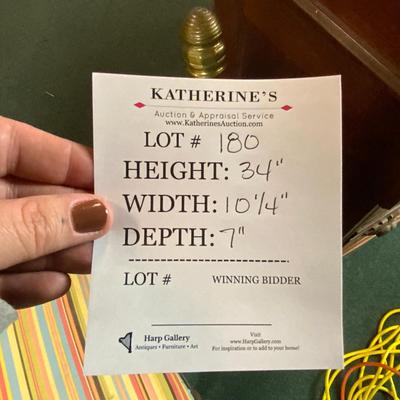 KATHERINE'S
Auction & Appraisal Service
www.KatherinesAuction.com
LOT # 180
HEIGHT: 34"
WIDTH: 10 1/4"
DEPTH: 7"
LOT # WINNING BIDDER
Harp Gallery
Antiques • Furniture • Art
Visit
www.HarpGallery.com
For inspiration or to add to your home!